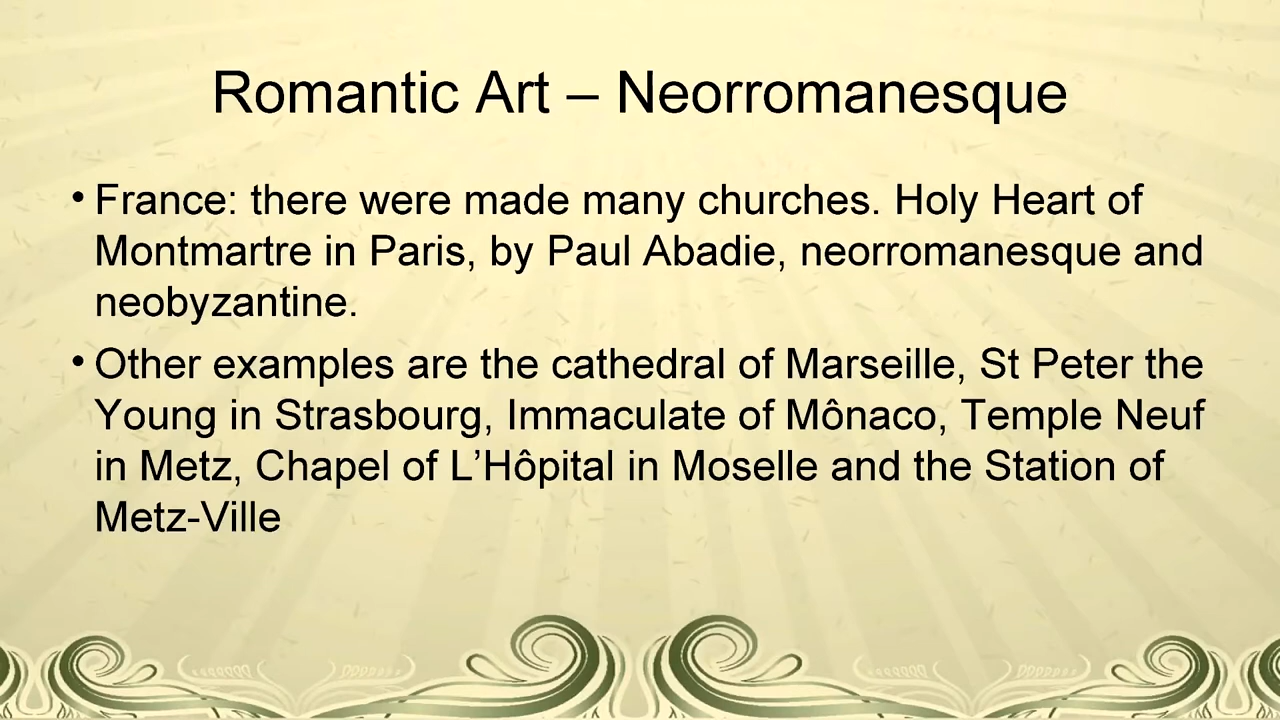 Romantic Art – Neorromanesque
• France: there were made many churches. Holy Heart of
Montmartre in Paris, by Paul Abadie, neorromanesque and
neobyzantine.
• Other examples are the cathedral of Marseille, St Peter the
Young in Strasbourg, Immaculate of Mônaco, Temple Neuf
in Metz, Chapel of L’Hôpital in Moselle and the Station of
Metz-Ville